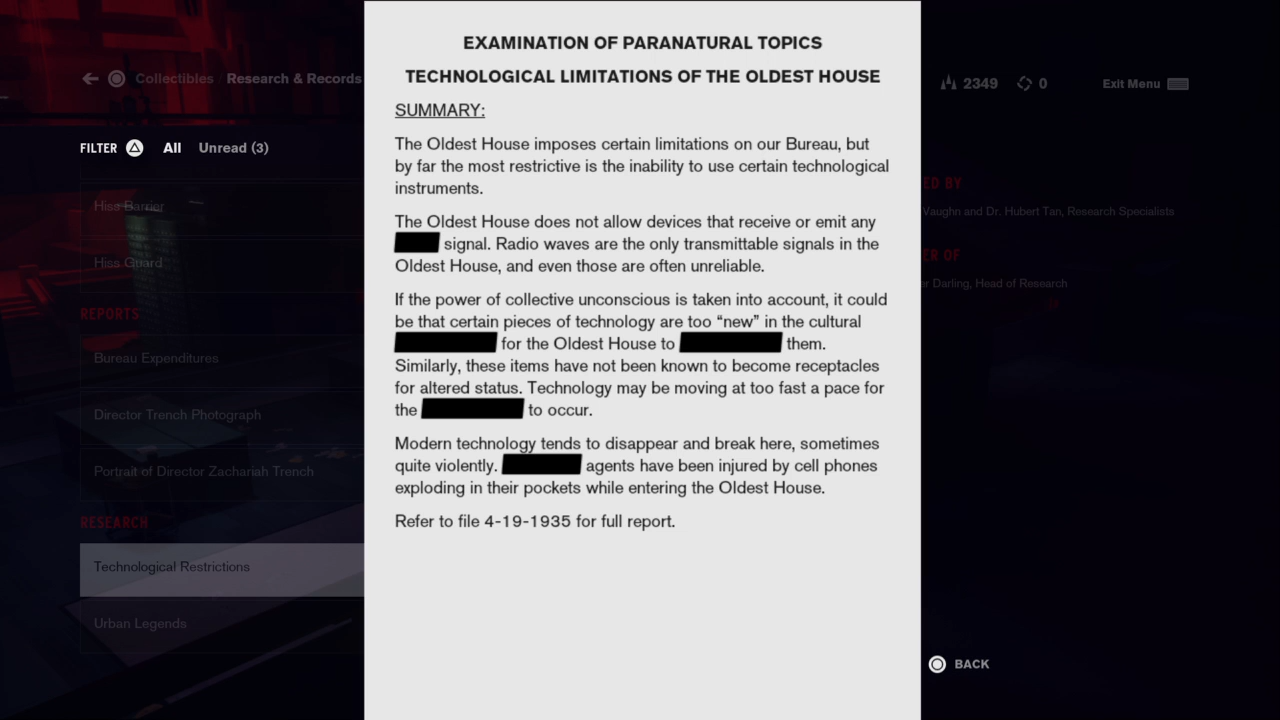 Collectibles Research & Records
2349 0 Exit Menu
FILTER All Unread (3)
Hiss Barrier
Hiss Guard
REPORTS
Bureau Expenditures
Director Trench Photograph
Portrait of Director Zachariah Trench
RESEARCH
Technological Restrictions
Urban Legends
EXAMINATION OF PARANATURAL TOPICS
TECHNOLOGICAL LIMITATIONS OF THE OLDEST HOUSE
SUMMARY:
The Oldest House imposes certain limitations on our Bureau, but
by far the most restrictive is the inability to use certain technological
instruments.
The Oldest House does not allow devices that receive or emit any
signal. Radio waves are the only transmittable signals in the
Oldest House, and even those are often unreliable.
If the power of collective unconscious is taken into account, it could
be that certain pieces of technology are too “new” in the cultural
for the Oldest House to them.
Similarly, these items have not been known to become receptacles
for altered status. Technology may be moving at too fast a pace for
the to occur.
Modern technology tends to disappear and break here, sometimes
quite violently. agents have been injured by cell phones
exploding in their pockets while entering the Oldest House.
Refer to file 4-19-1935 for full report.
ED BY
Vaughn and Dr. Hubert Tan, Research Specialists
ER OF
er Darling, Head of Research
BACK